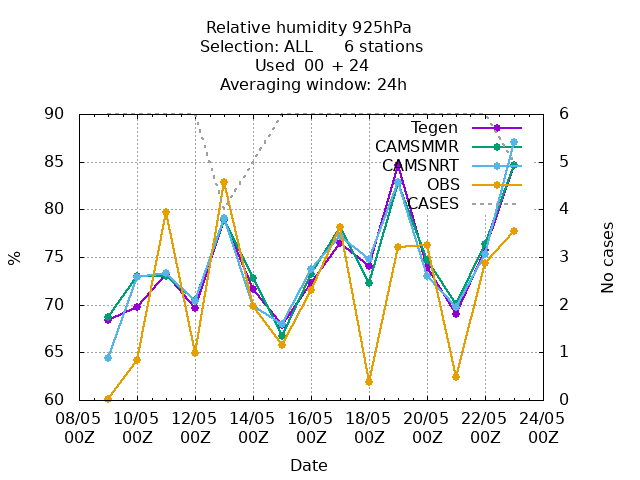 Relative humidity 925hPa
Selection: ALL 6 stations
Used 00 + 24
Averaging window: 24h
90 6
Tegen
CAMSMMR
85 CAMSNRT 5
OBS
80 CASES 4
75 3
% No cases
70 2
65 1
60 0
08/05 10/05 12/05 14/05 16/05 18/05 20/05 22/05 24/05
00Z 00Z 00Z 00Z 00Z 00Z 00Z 00Z 00Z
Date